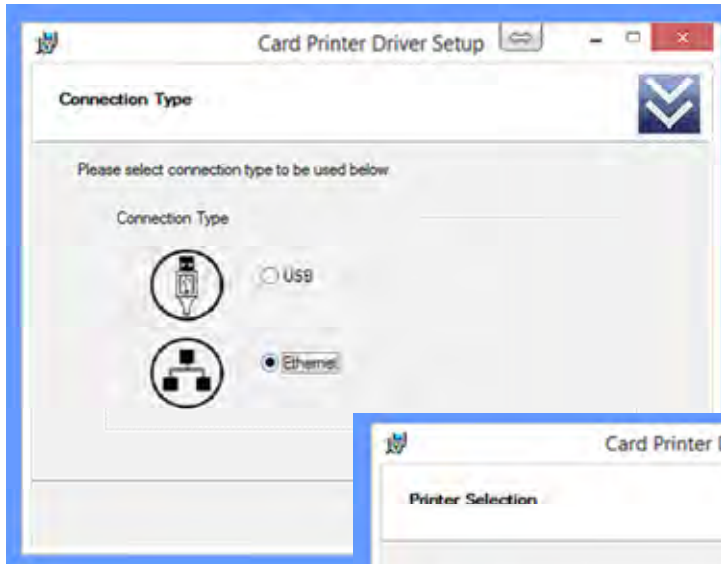 Card Printer Driver Setup
Connection Type
Please select connection type to be used below
Connection Type
USB
Ethernet
Card Printer
Printer Selection